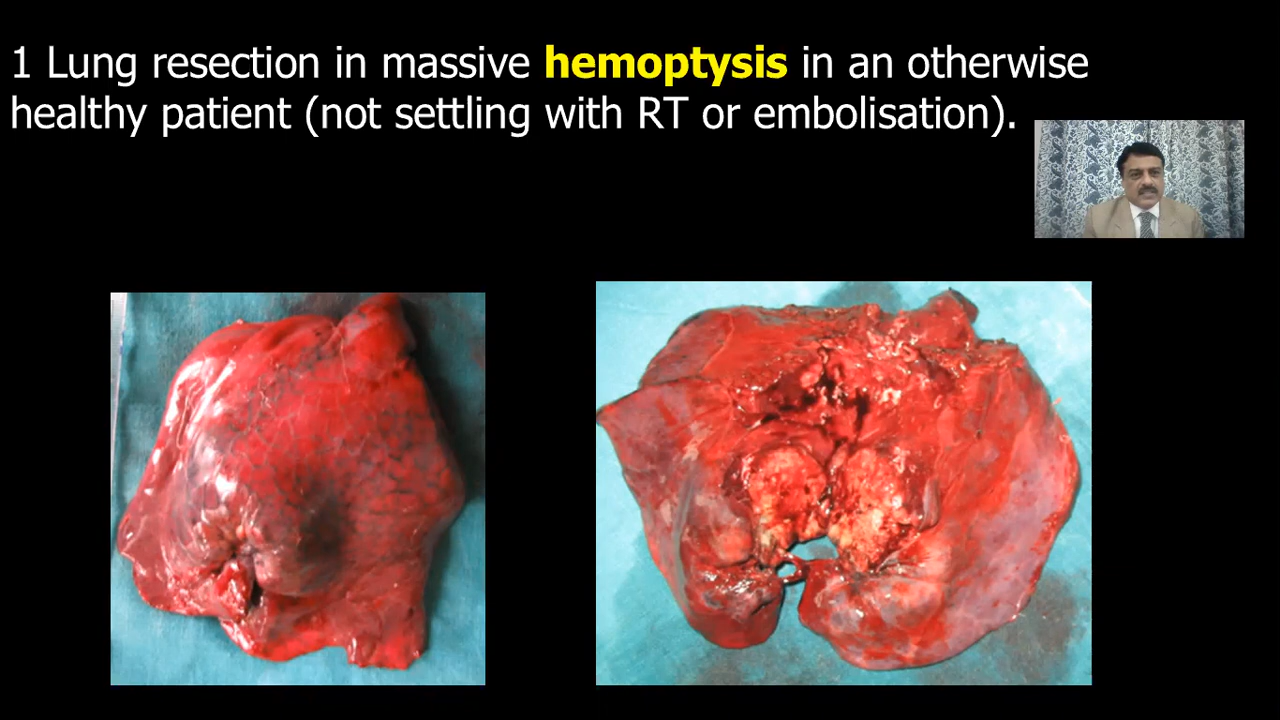 1 Lung resection in massive hemoptysis in an otherwise
healthy patient (not settling with RT or embolisation).